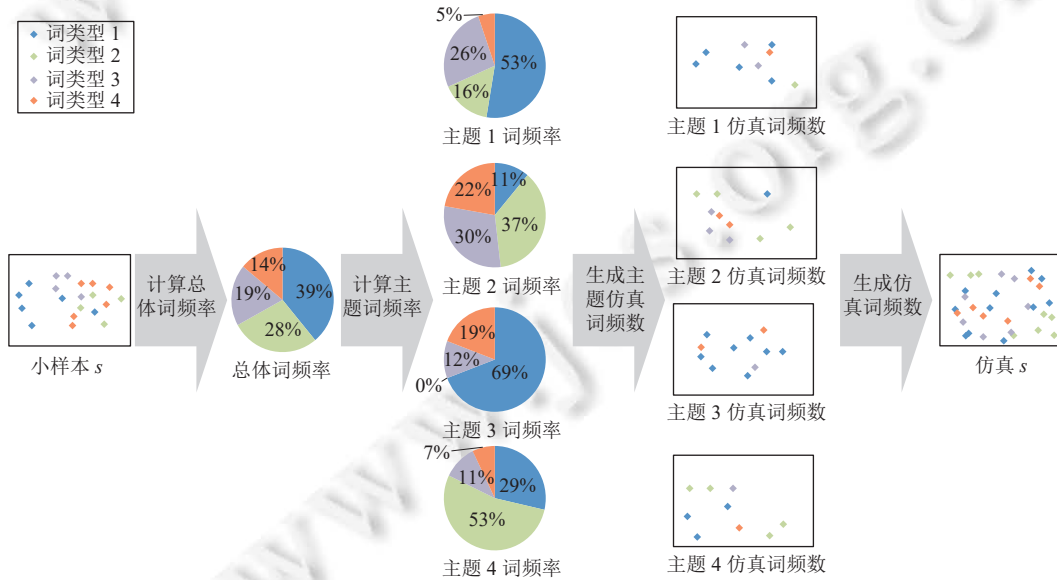 词类型 1
词类型 2
词类型 3
词类型 4
5%
26%
53%
16%
主题 1 词频率
主题 1 仿真词频数
22%
11%
37%
30%
主题 2 词频率
主题 2 仿真词频数
计算总
体词频率
14%
39%
19%
28%
总体词频率
计算主
题词频率
生成主
题仿真
词频数
生成仿
真词频数
小样本 s
仿真 s
19%
12%
69%
0%
主题 3 词频率
主题 3 仿真词频数
7%
11%
29%
53%
主题 4 词频率
主题 4 仿真词频数
www.jos.org.c